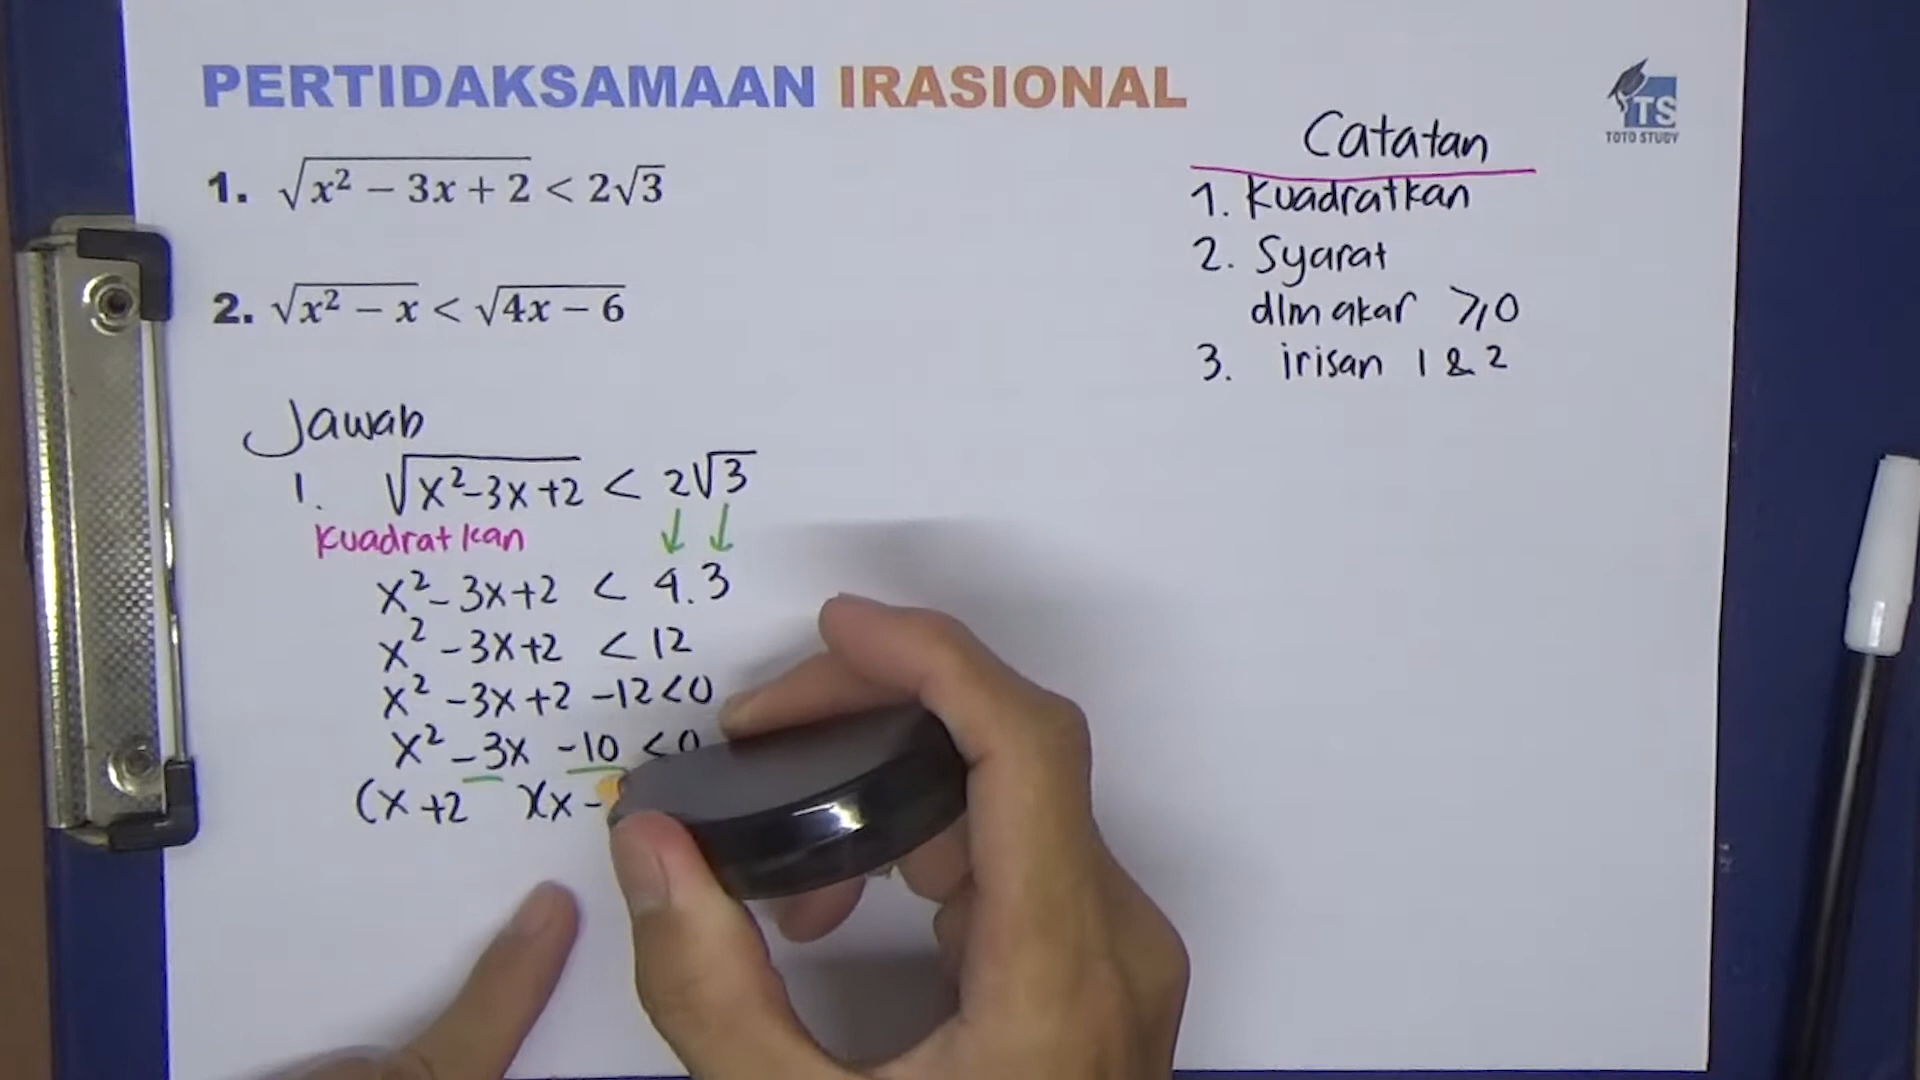 PERTIDAKSAMAAN IRASIONAL
TS
TOTO STUDY
1. √(x² − 3x + 2) < 2√3
2. √(x² − x) < √(4x − 6)
Catatan
1. Kuadratkan
2. Syarat
dlm akar ≥0
3. irisan 1 & 2
Jawab
1. √(x²-3x+2) < 2√3
Kuadratkan
↓ ↓
x²-3x+2 < 4.3
x² -3x+2 < 12
x² -3x+2 -12<0
x² -3x -10 <0
(x +2 )(x -